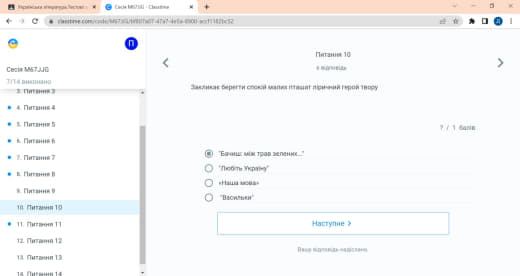 Українська література.Тестові з
Сесія M67JJG - Classtime
classtime.com/code/M67JJG/bf807a07-47a7-4e5a-8900-acf1182bc52
П
Сесія M67JJG
7/14 виконано
3. Питання 3
4. Питання 4
5. Питання 5
6. Питання 6
7. Питання 7
8. Питання 8
9. Питання 9
10. Питання 10
11. Питання 11
12. Питання 12
13. Питання 13
14. Питання 14
Питання 10
є відповідь
Закликає берегти спокій малих пташат ліричний герой твору
? / 1 балів
"Бачиш: між трав зелених..."
"Любіть Україну"
«Наша мова»
"Васильки"
Наступне >
Вашу відповідь надіслано.